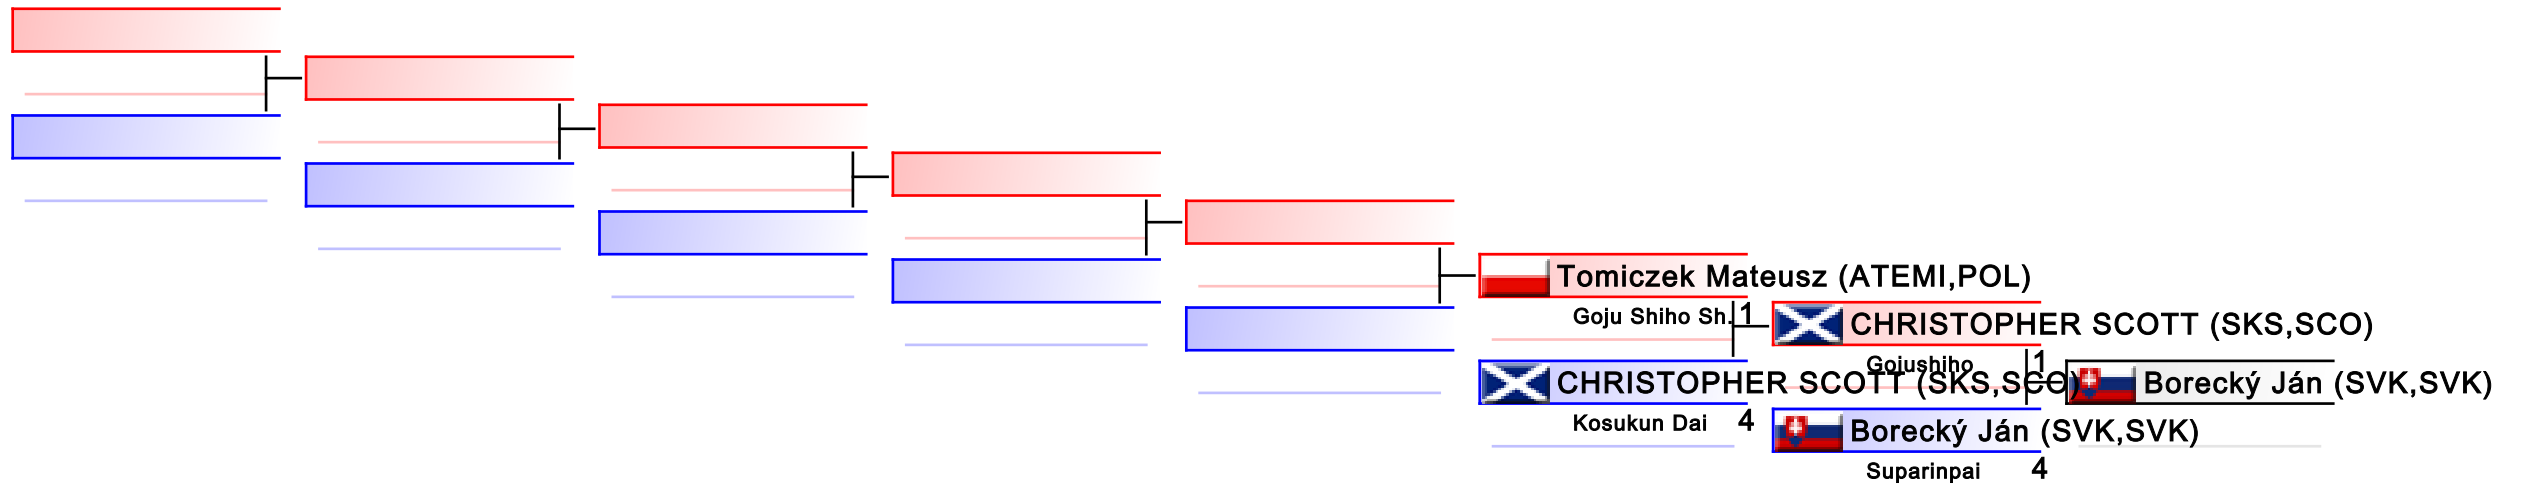 Tomiczek Mateusz (ATEMI,POL)
Goju Shiho Sh. 1
CHRISTOPHER SCOTT (SKS,SCO)
Gojushiho 1
CHRISTOPHER SCOTT (SKS,SCO)
Borecký Ján (SVK,SVK)
Kosukun Dai 4
Borecký Ján (SVK,SVK)
Suparinpai 4